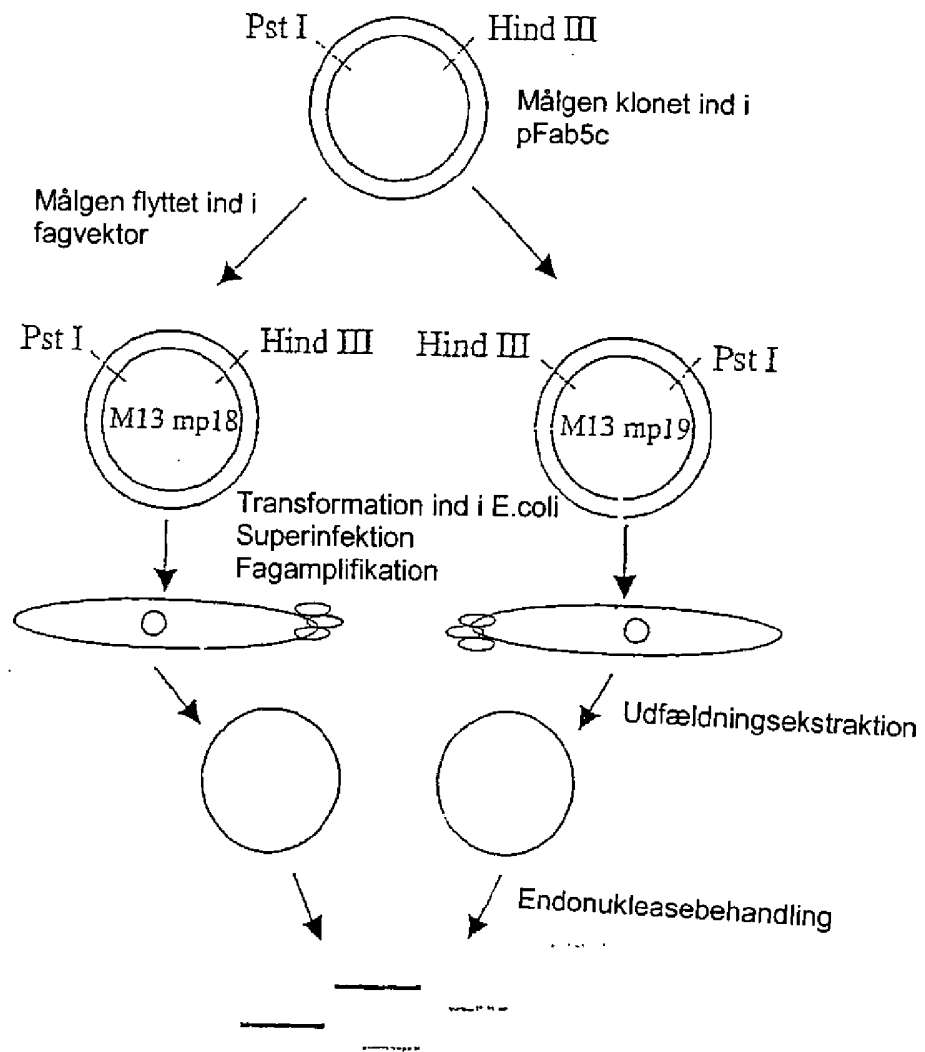 Pst I
Hind III
Målgen klonet ind i
pFab5c
Målgen flyttet ind i
fagvektor
Pst I
Hind III
Hind III
Pst I
M13 mp18
M13 mp19
Transformation ind i E.coli
Superinfektion
Fagamplifikation
Udfældningsekstraktion
Endonukleasebehandling